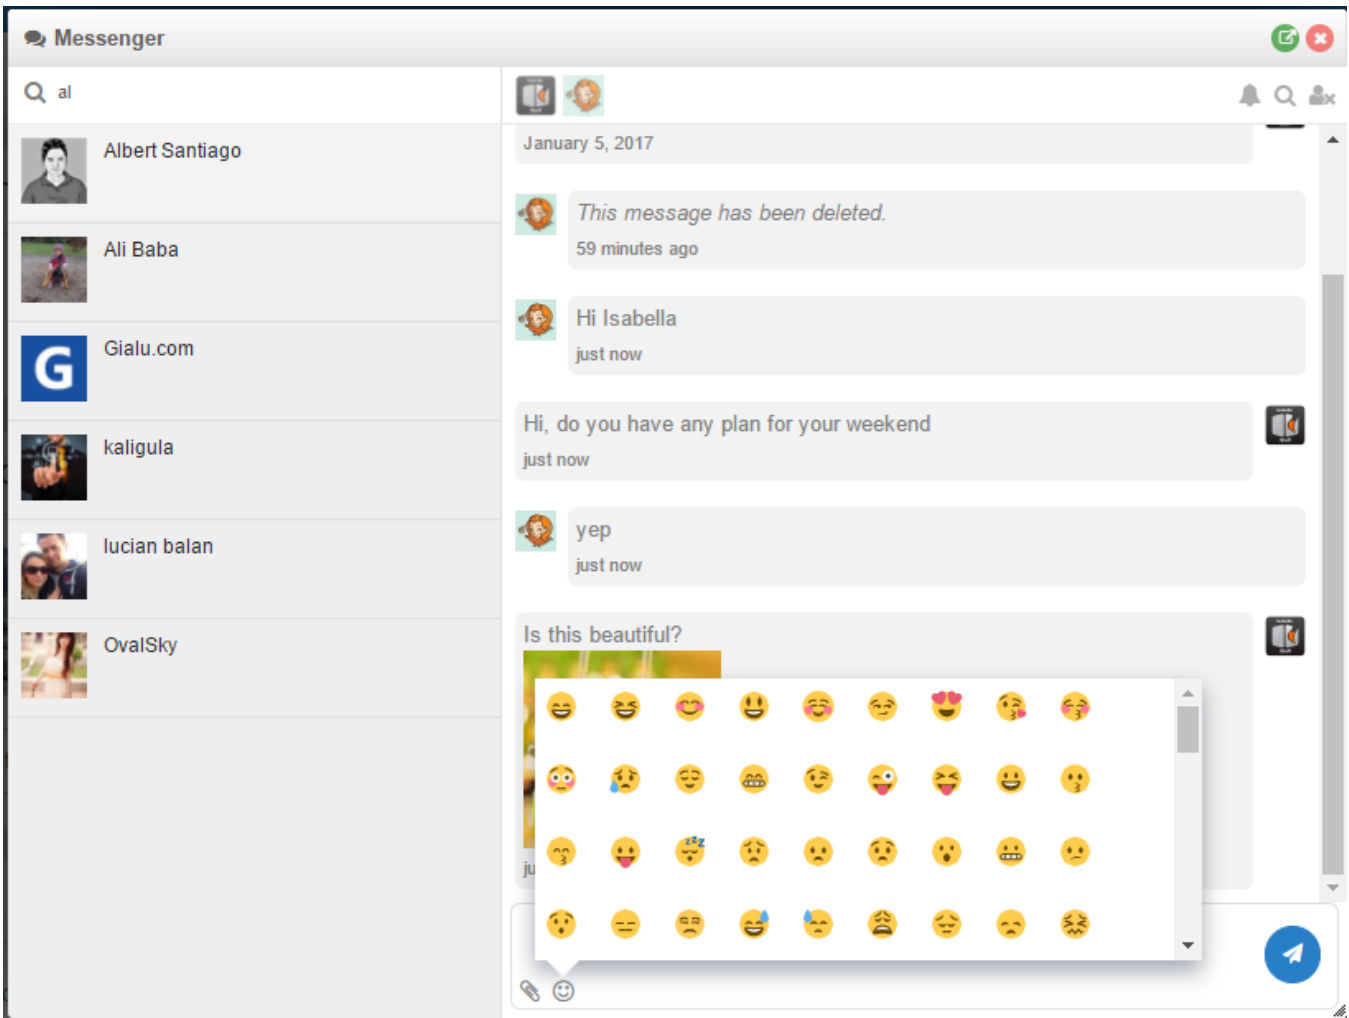 Messenger
al
Albert Santiago
Ali Baba
G
Gialu.com
kaligula
lucian balan
OvalSky
January 5, 2017
This message has been deleted.
59 minutes ago
Hi Isabella
just now
Hi, do you have any plan for your weekend
just now
yep
just now
Is this beautiful?
ju